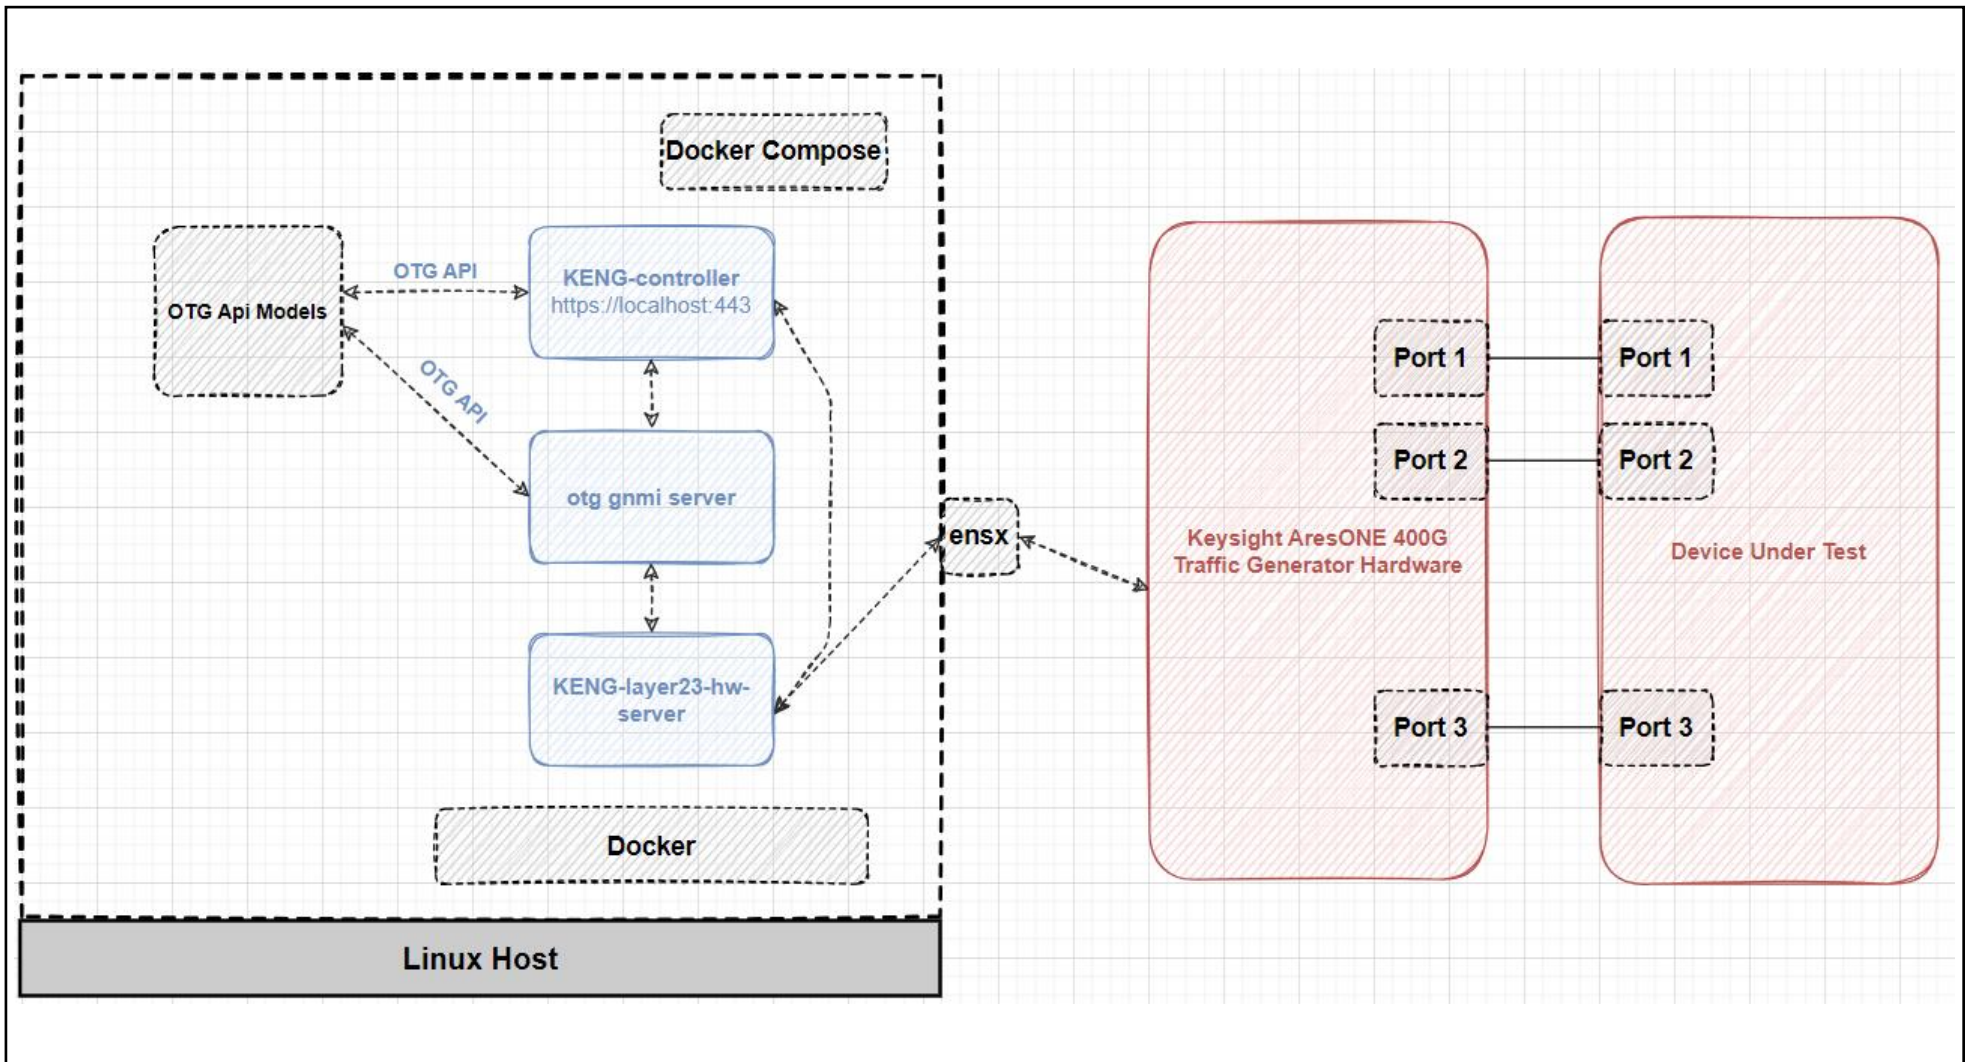 Docker Compose
OTG Api Models
OTG API
OTG API
KENG-controller
https://localhost:443
otg gnmi server
KENG-layer23-hw-
server
Docker
Linux Host
ensx
Keysight AresONE 400G
Traffic Generator Hardware
Port 1
Port 2
Port 3
Port 1
Port 2
Port 3
Device Under Test